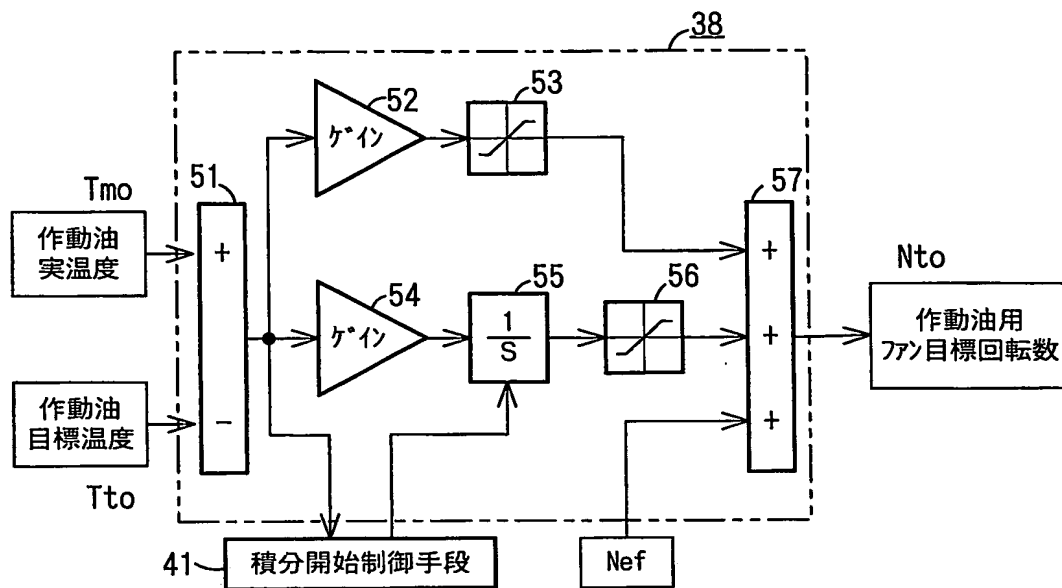 38
52
ゲイン
53
Tmo
作動油
実温度
51
+
57
+
Nto
作動油用
ファン目標回転数
54
ゲイン
55
1
S
56
+
作動油
目標温度
Tto
-
+
41
積分開始制御手段
Nef